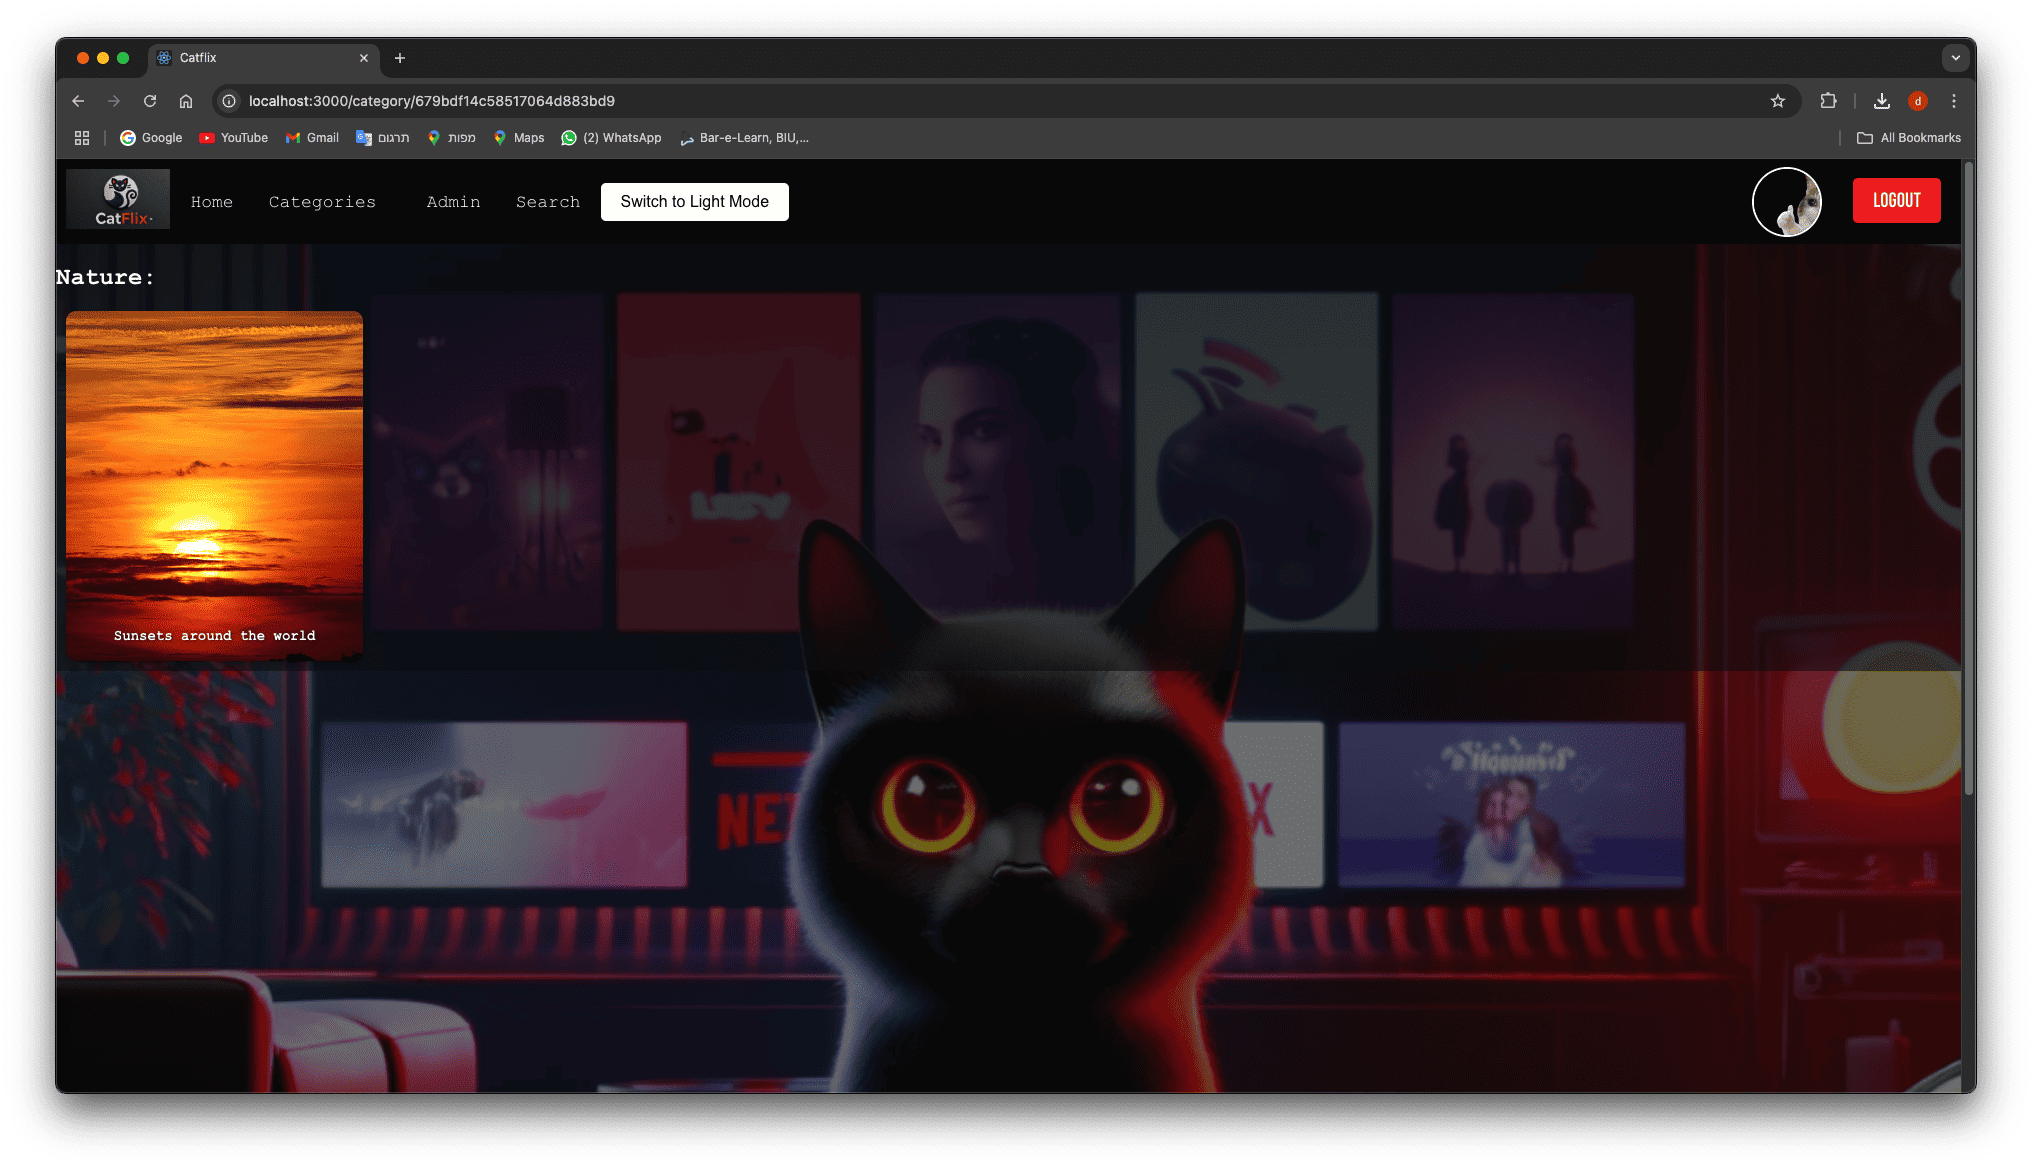 Catflix
localhost:3000/category/679bdf14c58517064d883bd9
Google YouTube Gmail תרגום מפות Maps (2) WhatsApp Bar-e-Learn, BIU,... All Bookmarks
d
CatFlix
Home Categories Admin Search Switch to Light Mode LOGOUT
Nature:
Sunsets around the world